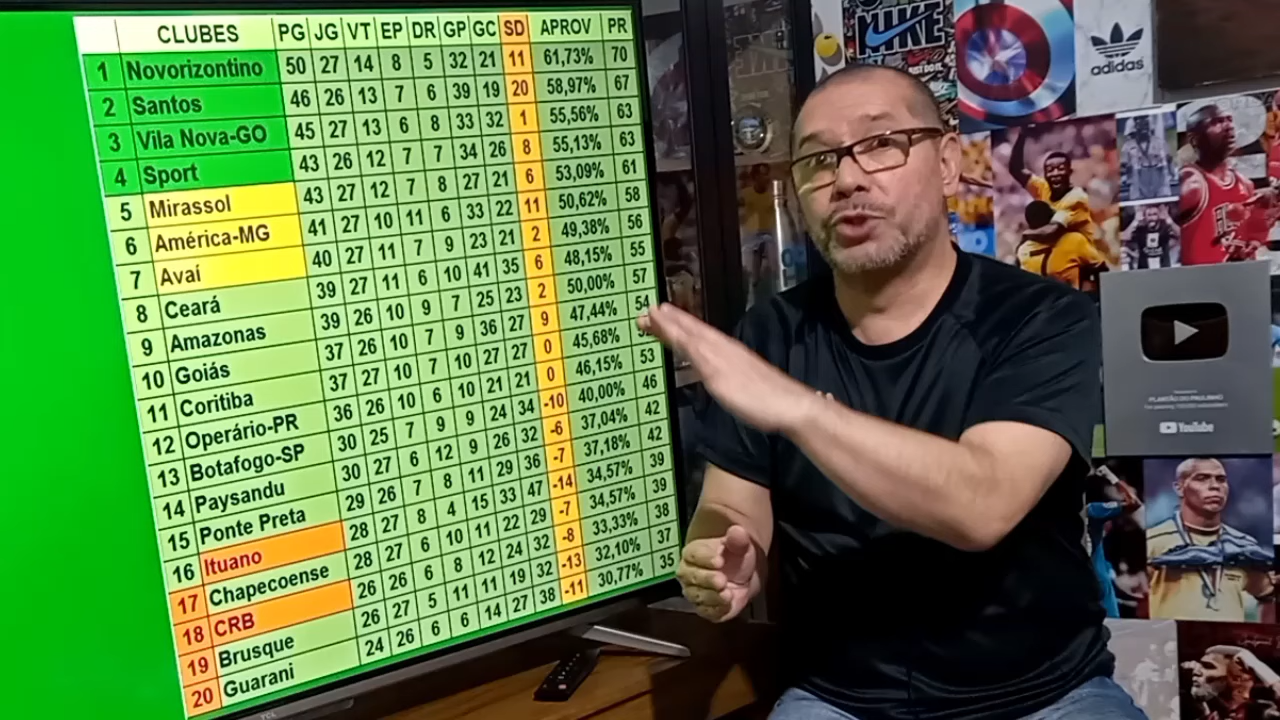 CLUBES PG JG VT EP DR GP GC SD APROV PR
1 Novorizontino 50 27 14 8 5 32 21 11 61,73% 70
2 Santos 46 26 13 7 6 39 19 20 58,97% 67
3 Vila Nova-GO 45 27 13 6 8 33 32 1 55,56% 63
4 Sport 43 26 12 7 7 34 26 8 55,13% 63
5 Mirassol 43 27 12 7 8 27 21 6 53,09% 61
6 América-MG 41 27 10 11 6 33 22 11 50,62% 58
7 Avaí 40 27 11 7 9 23 21 2 49,38% 56
8 Ceará 39 27 11 6 10 41 35 6 48,15% 55
9 Amazonas 39 26 10 9 7 25 23 2 50,00% 57
10 Goiás 37 26 10 7 9 36 27 9 47,44% 54
11 Coritiba 37 27 10 7 10 27 27 0 45,68%
12 Operário-PR 36 26 10 6 10 21 21 0 46,15% 53
13 Botafogo-SP 30 25 7 9 9 24 34 -10 40,00% 46
14 Paysandu 30 27 6 12 9 26 32 -6 37,04% 42
15 Ponte Preta 29 26 7 8 11 29 36 -7 37,18% 42
16 Ituano 28 27 8 4 15 33 47 -14 34,57% 39
17 Chapecoense 28 27 6 10 11 22 29 -7 34,57% 39
18 CRB 26 26 6 8 12 24 32 -8 33,33% 38
19 Brusque 26 27 5 11 11 19 32 -13 32,10% 37
20 Guarani 24 26 6 6 14 27 38 -11 30,77% 35
NIKE
JUST DO IT.
adidas
PLANTÃO DO PAULINHO
YouTube